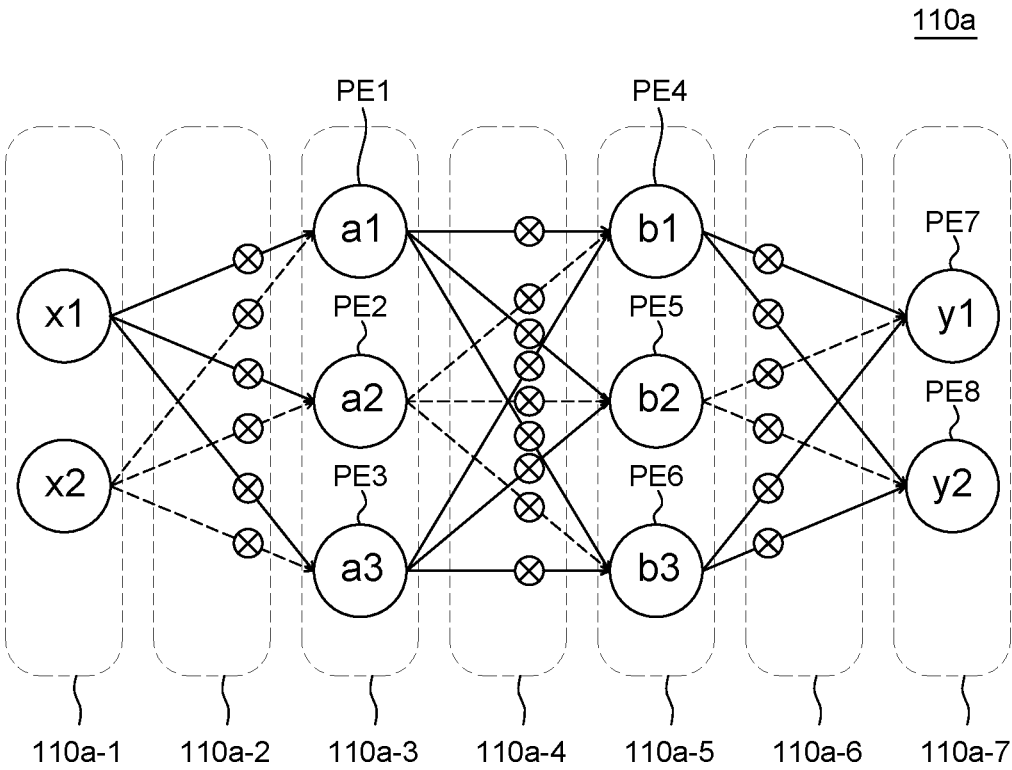 110a
PE1 PE4
a1 b1
PE7
x1 PE2 PE5 y1
a2 b2
PE8
x2 PE3 PE6 y2
a3 b3
110a-1 110a-2 110a-3 110a-4 110a-5 110a-6 110a-7